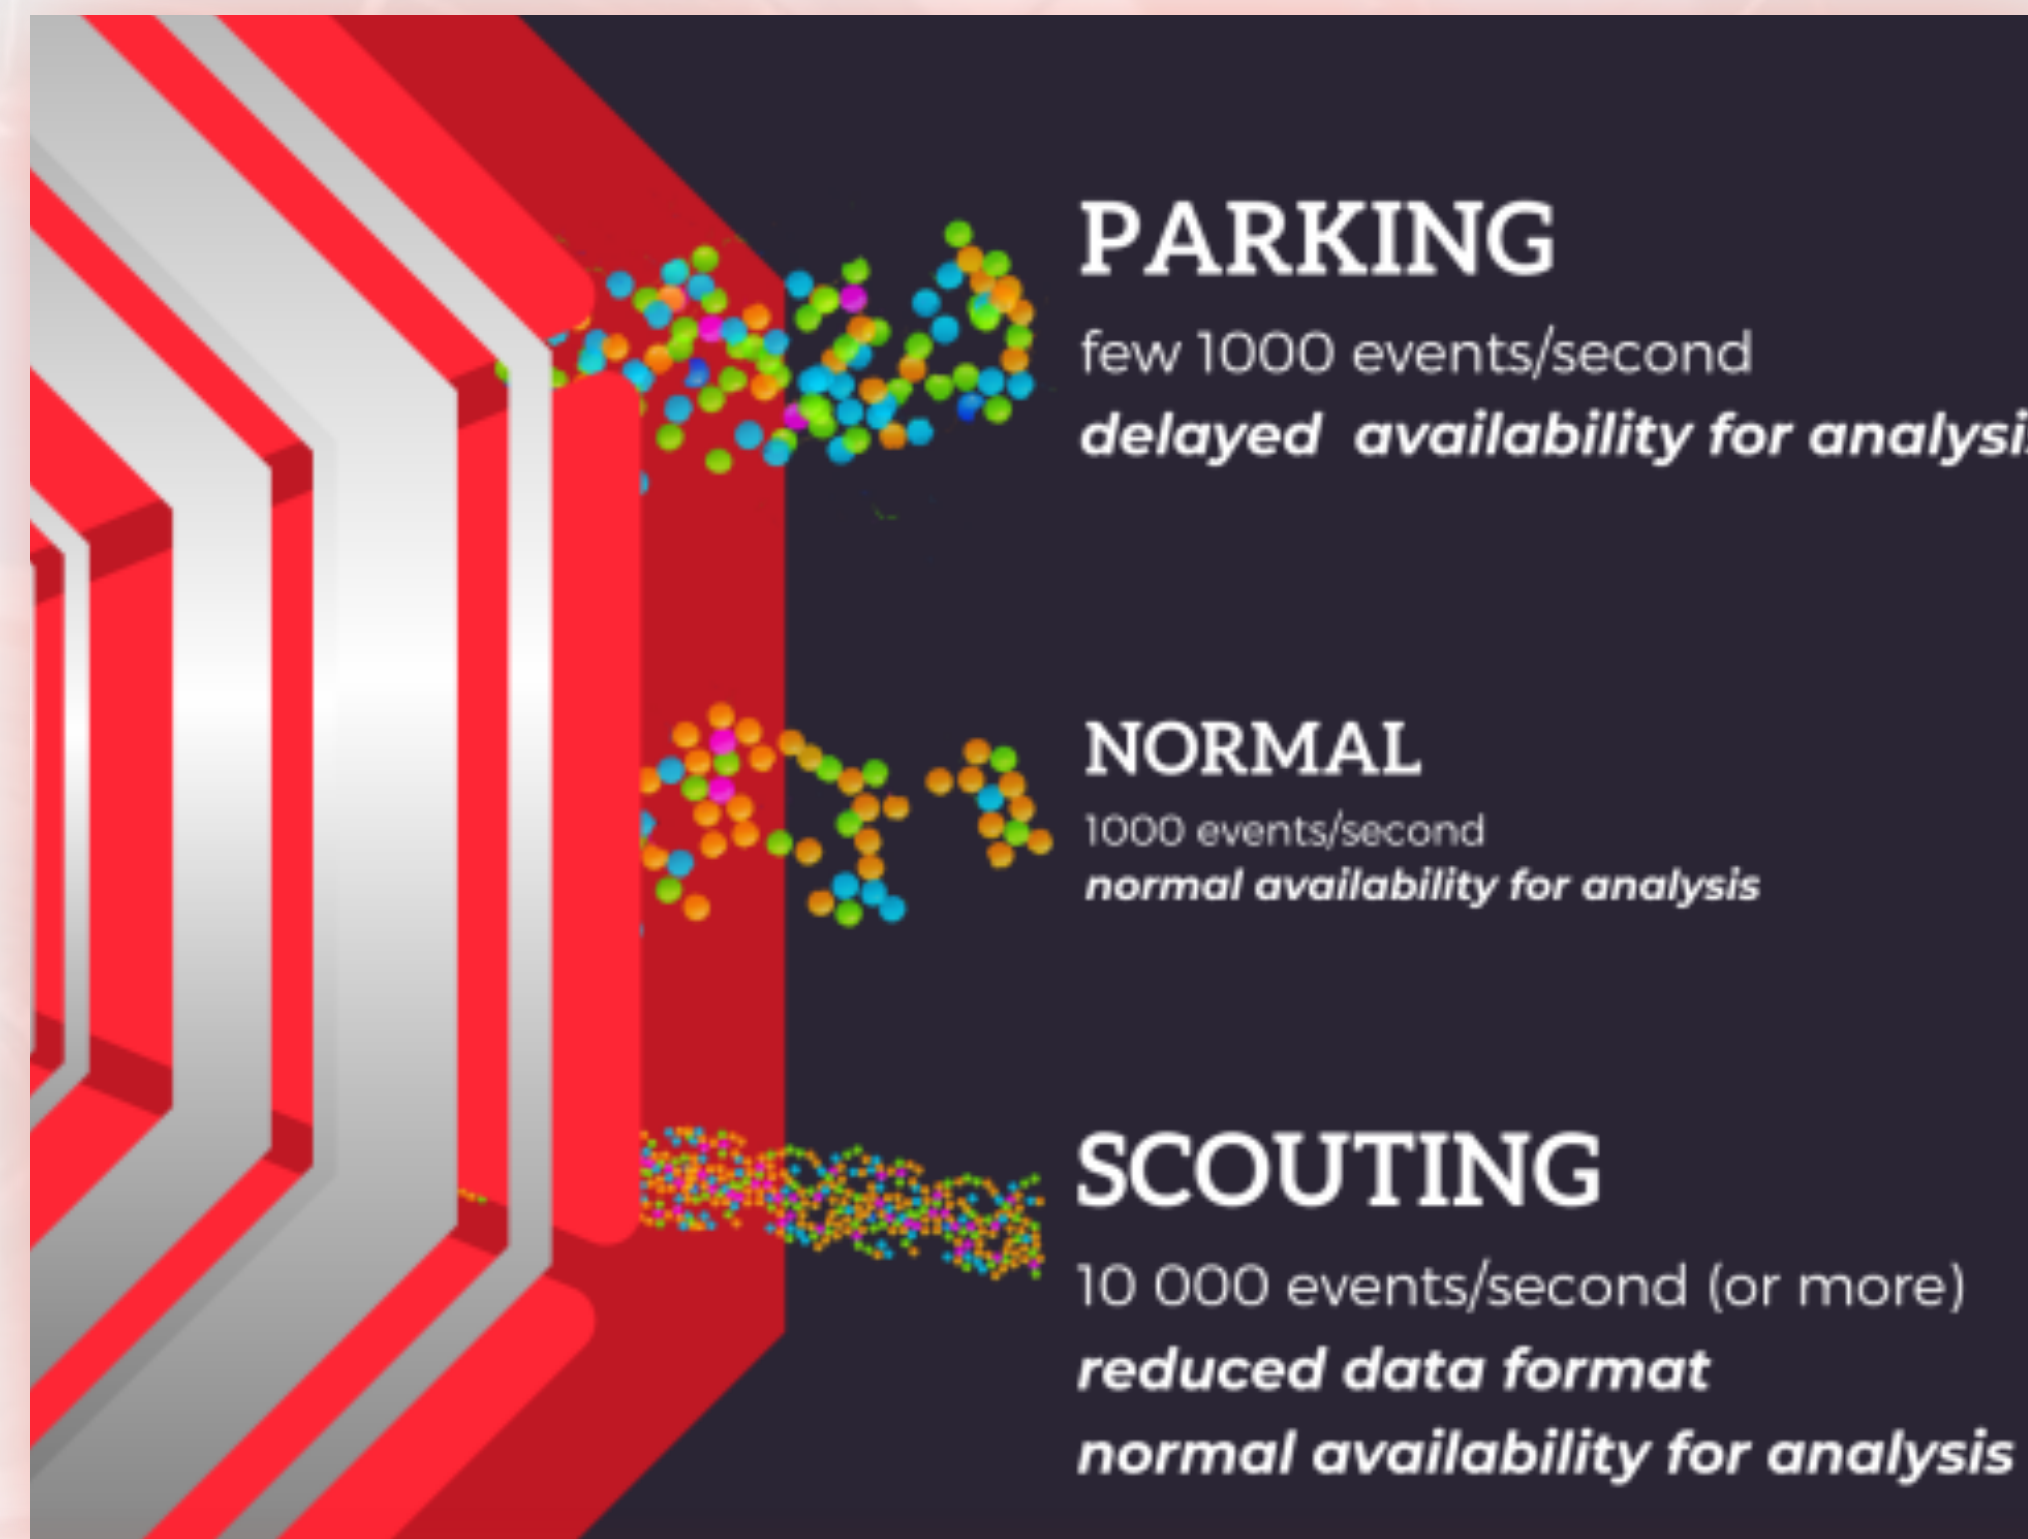 PARKING
few 1000 events/second
delayed availability for analysis
NORMAL
1000 events/second
normal availability for analysis
SCOUTING
10 000 events/second (or more)
reduced data format
normal availability for analysis